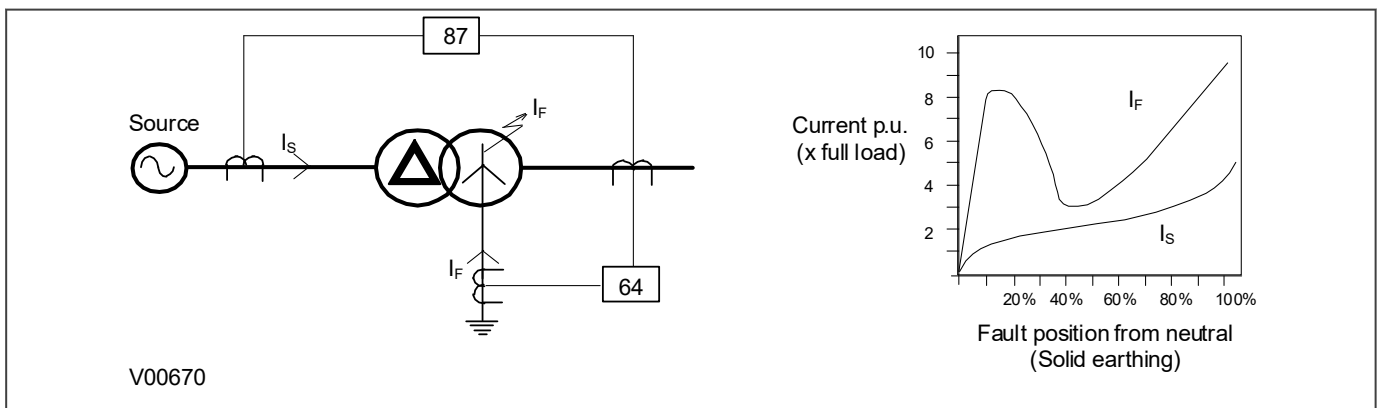 87
Source
I_S
I_F
I_F
64
V00670
Current p.u.
(x full load)
10
8
6
4
2
I_F
I_S
20% 40% 60% 80% 100%
Fault position from neutral
(Solid earthing)